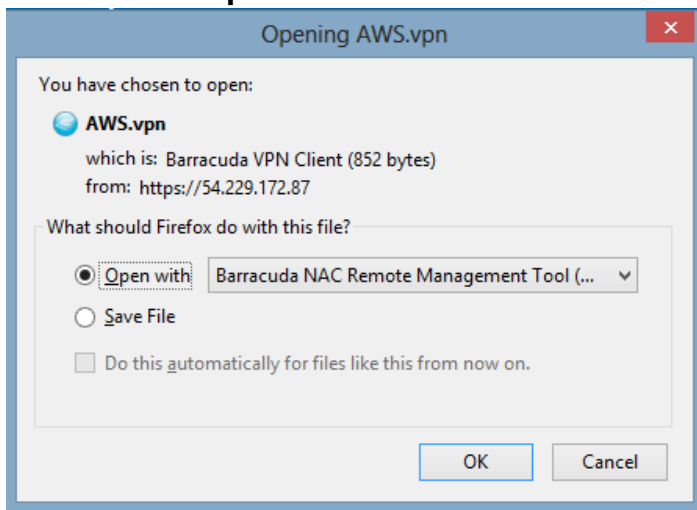 Opening AWS.vpn
You have chosen to open:
AWS.vpn
which is: Barracuda VPN Client (852 bytes)
from: https://54.229.172.87
What should Firefox do with this file?
Open with Barracuda NAC Remote Management Tool (...
Save File
Do this automatically for files like this from now on.
OK Cancel